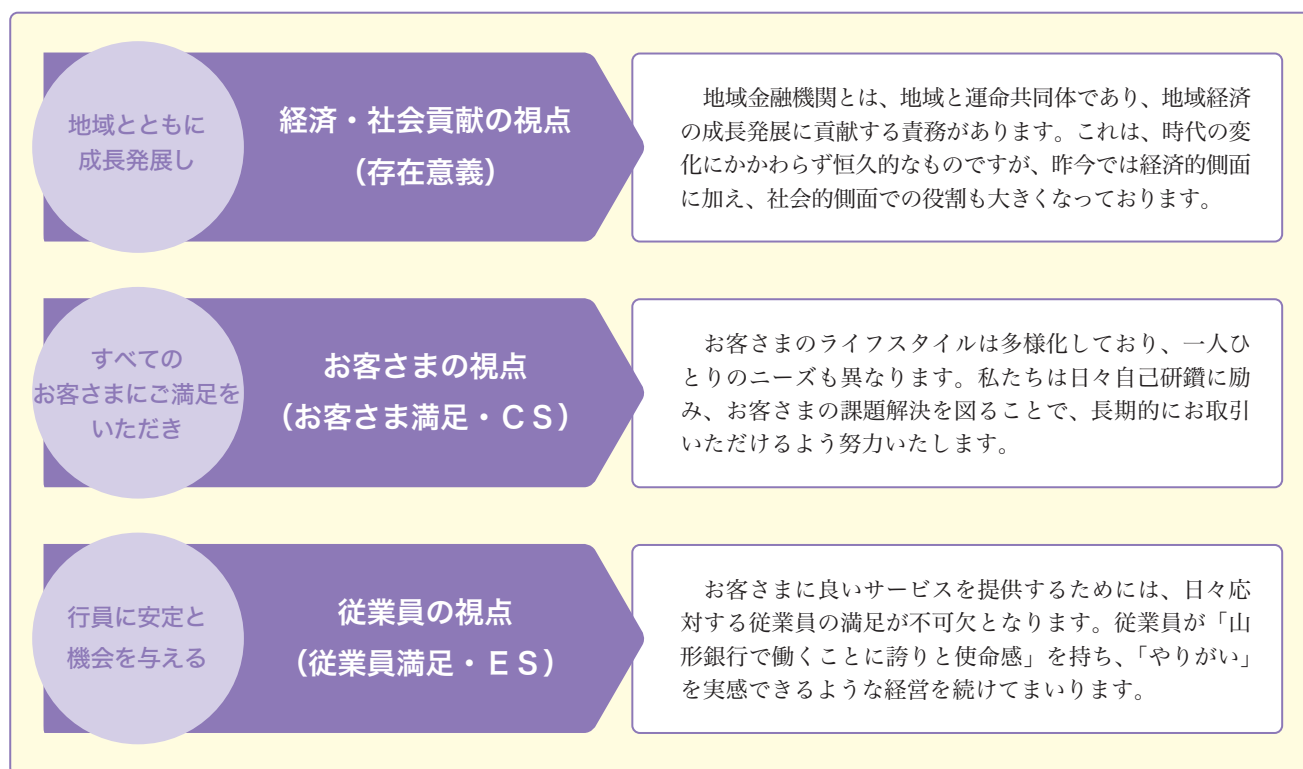 地域とともに
成長発展し
経済・社会貢献の視点
（存在意義）
地域金融機関とは、地域と運命共同体であり、地域経済
の成長発展に貢献する責務があります。これは、時代の変
化にかかわらず恒久的なものですが、昨今では経済的側面
に加え、社会的側面での役割も大きくなっております。
すべての
お客さまにご満足を
いただき
お客さまの視点
（お客さま満足・ＣＳ）
お客さまのライフスタイルは多様化しており、一人ひ
とりのニーズも異なります。私たちは日々自己研鑽に励
み、お客さまの課題解決を図ることで、長期的にお取引
いただけるよう努力いたします。
行員に安定と
機会を与える
従業員の視点
（従業員満足・ＥＳ）
お客さまに良いサービスを提供するためには、日々応
対する従業員の満足が不可欠となります。従業員が「山
形銀行で働くことに誇りと使命感」を持ち、「やりがい」
を実感できるような経営を続けてまいります。